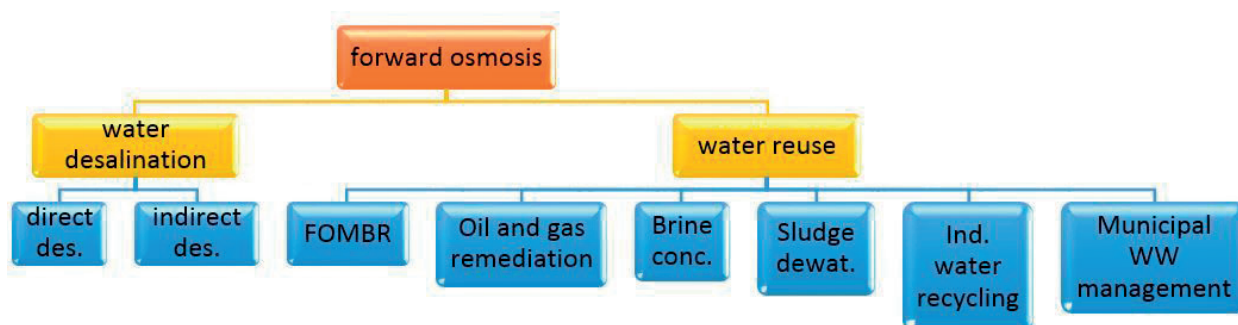 forward osmosis
water
desalination
water reuse
direct
des.
indirect
des.
FOMBR
Oil and gas
remediation
Brine
conc.
Sludge
dewat.
Ind.
water
recycling
Municipal
WW
management